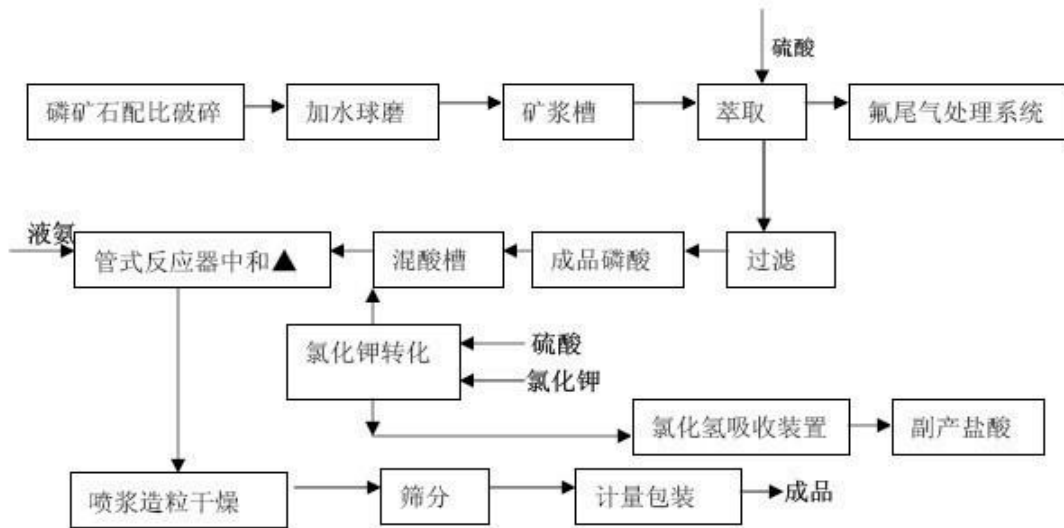 硫酸
磷矿石配比破碎
加水球磨
矿浆槽
萃取
氟尾气处理系统
液氨
管式反应器中和▲
混酸槽
成品磷酸
过滤
氯化钾转化
硫酸
氯化钾
氯化氢吸收装置
副产盐酸
喷浆造粒干燥
筛分
计量包装
成品